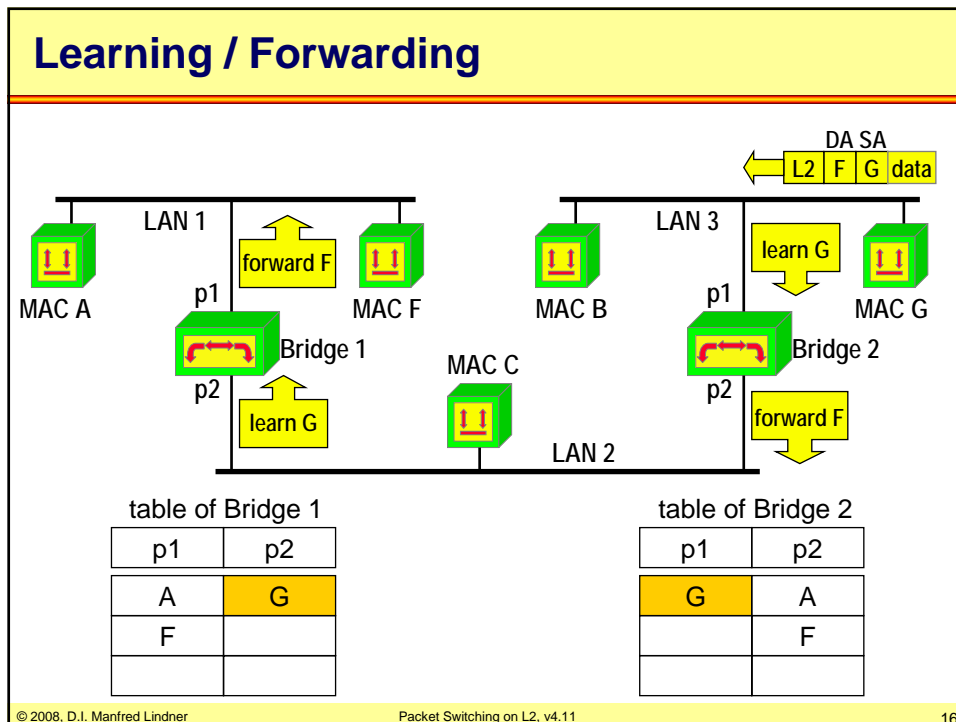 Learning / Forwarding
DA SA
L2 F G data
LAN 1
LAN 3
forward F
learn G
MAC A
p1
MAC F
MAC B
p1
MAC G
Bridge 1
Bridge 2
MAC C
p2
p2
learn G
forward F
LAN 2
table of Bridge 1
p1 p2
A G
F
table of Bridge 2
p1 p2
G A
F
© 2008, D.I. Manfred Lindner
Packet Switching on L2, v4.11
16